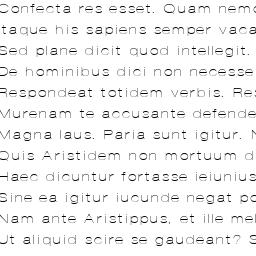 Confecta res esset. Quam nemo
itaque his sapiens semper vaca
Sed plane dicit quod intellegit.
De hominibus dici non necesse
Respondeat totidem verbis. Res
Murenam te accusante defende
Magna laus. Paria sunt igitur. N
Quis Aristidem non mortuum d
Haec dicuntur fortasse ieiunius
Sine ea igitur iucunde negat po
Nam ante Aristippus, et ille mel
Ut aliquid scire se gaudeant? S